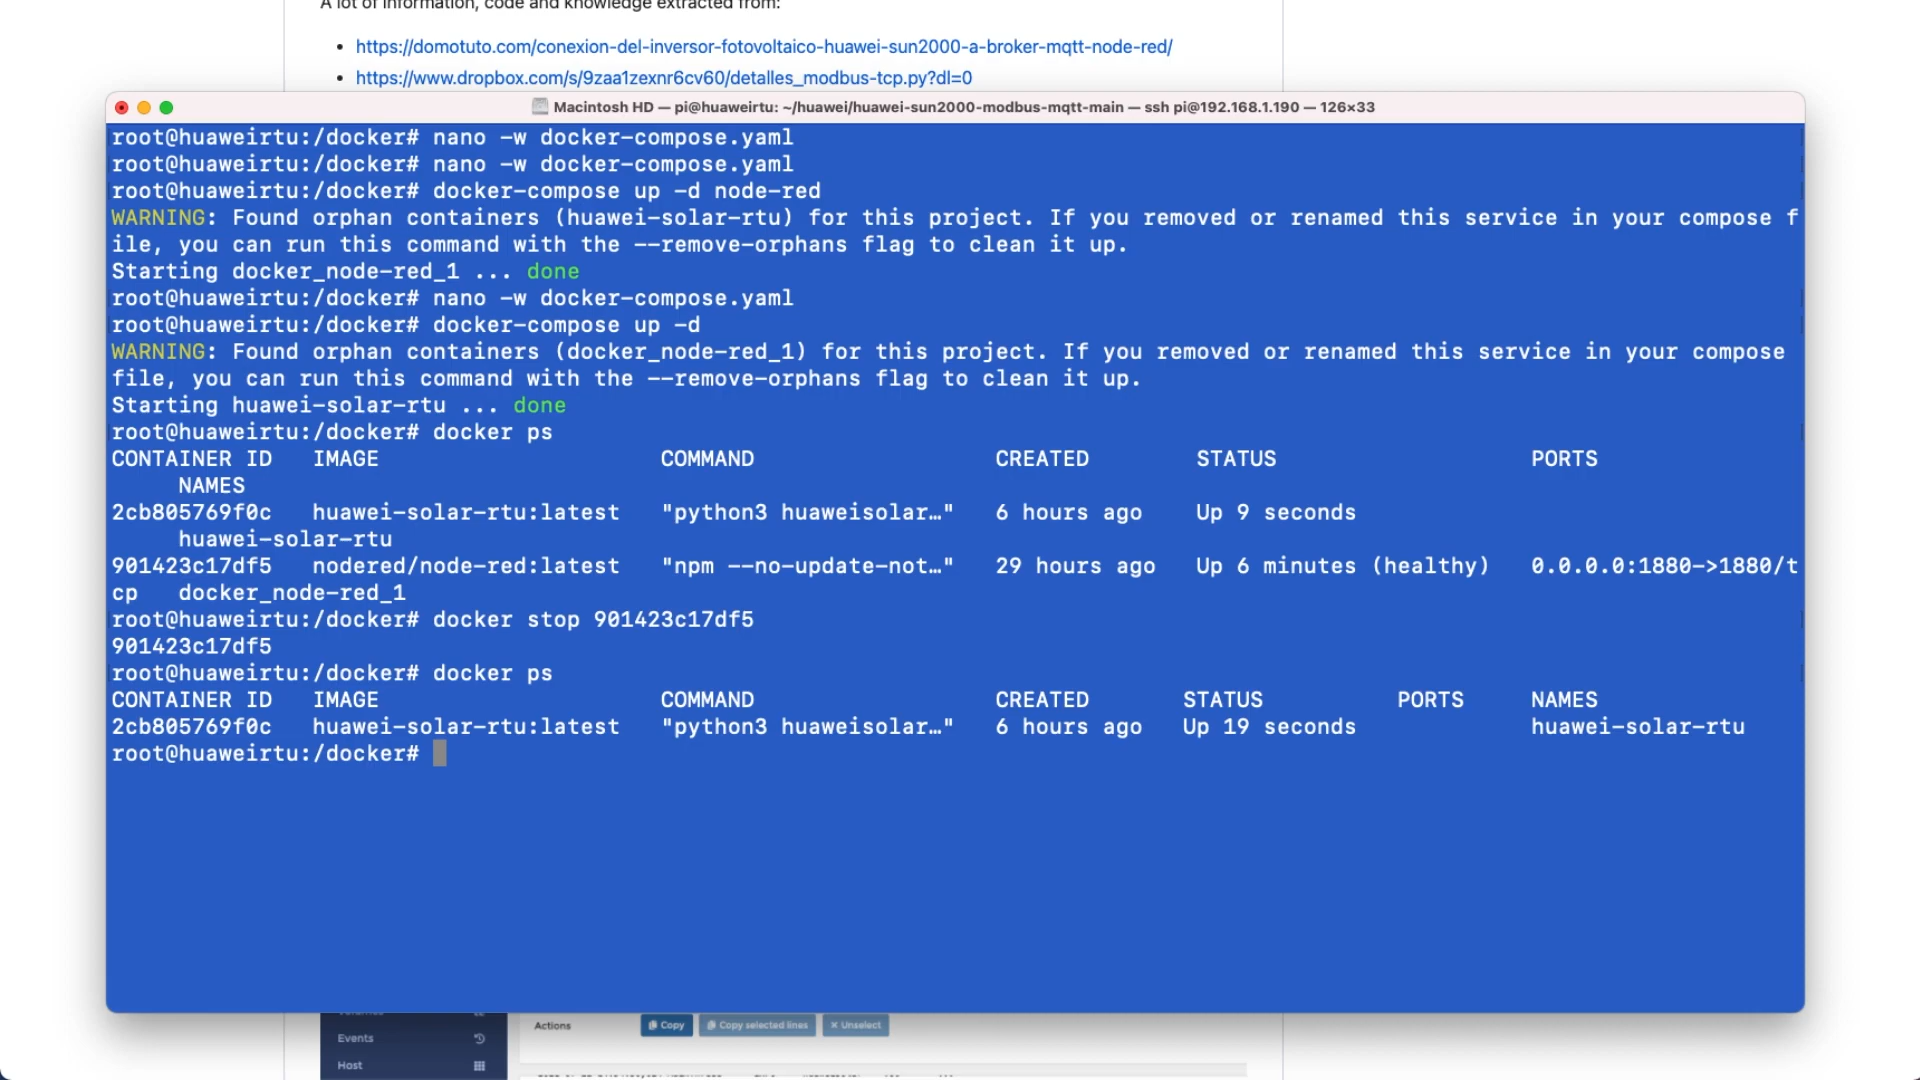 A lot of information, code and knowledge extracted from:
• https://domotuto.com/conexion-del-inversor-fotovoltaico-huawei-sun2000-a-broker-mqtt-node-red/
• https://www.dropbox.com/s/9zaa1zexnr6cv60/detalles_modbus-tcp.py?dl=0
Macintosh HD — pi@huaweirtu: ~/huawei/huawei-sun2000-modbus-mqtt-main — ssh pi@192.168.1.190 — 126×33
root@huaweirtu:/docker# nano -w docker-compose.yaml
root@huaweirtu:/docker# nano -w docker-compose.yaml
root@huaweirtu:/docker# docker-compose up -d node-red
WARNING: Found orphan containers (huawei-solar-rtu) for this project. If you removed or renamed this service in your compose f
ile, you can run this command with the --remove-orphans flag to clean it up.
Starting docker_node-red_1 ... done
root@huaweirtu:/docker# nano -w docker-compose.yaml
root@huaweirtu:/docker# docker-compose up -d
WARNING: Found orphan containers (docker_node-red_1) for this project. If you removed or renamed this service in your compose
file, you can run this command with the --remove-orphans flag to clean it up.
Starting huawei-solar-rtu ... done
root@huaweirtu:/docker# docker ps
CONTAINER ID   IMAGE                     COMMAND                  CREATED        STATUS                   PORTS
     NAMES
2cb805769f0c   huawei-solar-rtu:latest   "python3 huaweisolar…"   6 hours ago    Up 9 seconds
     huawei-solar-rtu
901423c17df5   nodered/node-red:latest   "npm --no-update-not…"   29 hours ago   Up 6 minutes (healthy)   0.0.0.0:1880->1880/t
cp   docker_node-red_1
root@huaweirtu:/docker# docker stop 901423c17df5
901423c17df5
root@huaweirtu:/docker# docker ps
CONTAINER ID   IMAGE                     COMMAND                  CREATED       STATUS          PORTS     NAMES
2cb805769f0c   huawei-solar-rtu:latest   "python3 huaweisolar…"   6 hours ago   Up 19 seconds             huawei-solar-rtu
root@huaweirtu:/docker#
Actions Copy Copy selected lines × Unselect
Events
Host